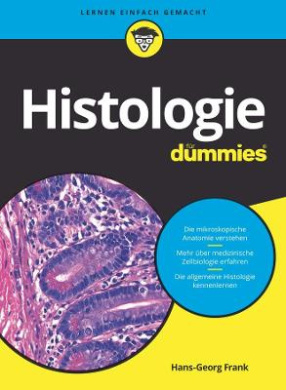 LERNEN EINFACH GEMACHT
Histologie
für
dummies®
Die mikroskopische
Anatomie verstehen
Mehr über medizinische
Zellbiologie erfahren
Die allgemeine Histologie
kennenlernen
Hans-Georg Frank